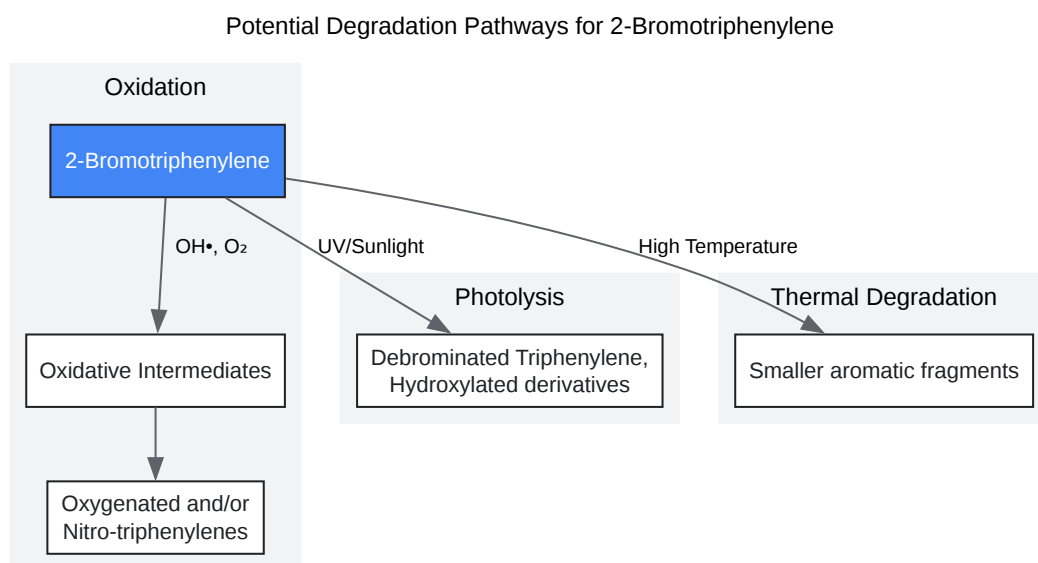 Potential Degradation Pathways for 2-Bromotriphenylene
Oxidation
2-Bromotriphenylene
OH•, O₂
UV/Sunlight
High Temperature
Photolysis
Thermal Degradation
Oxidative Intermediates
Debrominated Triphenylene,
Hydroxylated derivatives
Smaller aromatic fragments
Oxygenated and/or
Nitro-triphenylenes